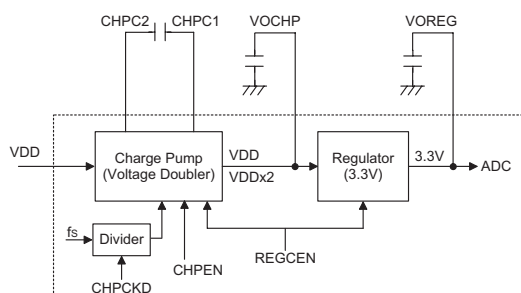 CHPC2
CHPC1
VOCHP
VOREG
VDD
Charge Pump
(Voltage Doubler)
VDD
VDDx2
Regulator
(3.3V)
3.3V
ADC
fs
Divider
CHPCKD
CHPEN
REGCEN